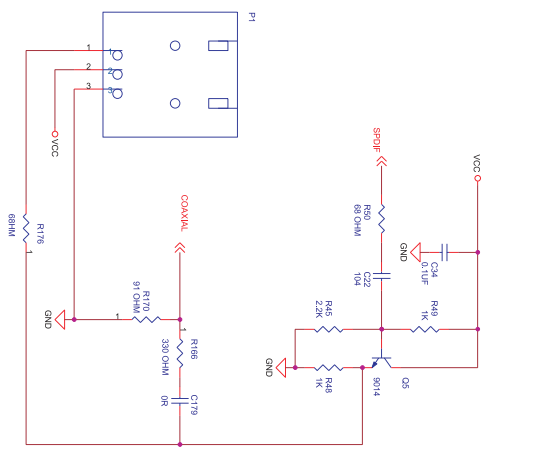 P1
1
1
2
2
3
3
VCC
SPDIF
VCC
R50
68 OHM
COAXIAL
R176
68HM
1
GND
C34
0.1UF
C22
104
R170
91 OHM
1
GND
R45
2.2K
R49
1K
1
R166
330 OHM
GND
R48
1K
Q5
9014
C179
0R